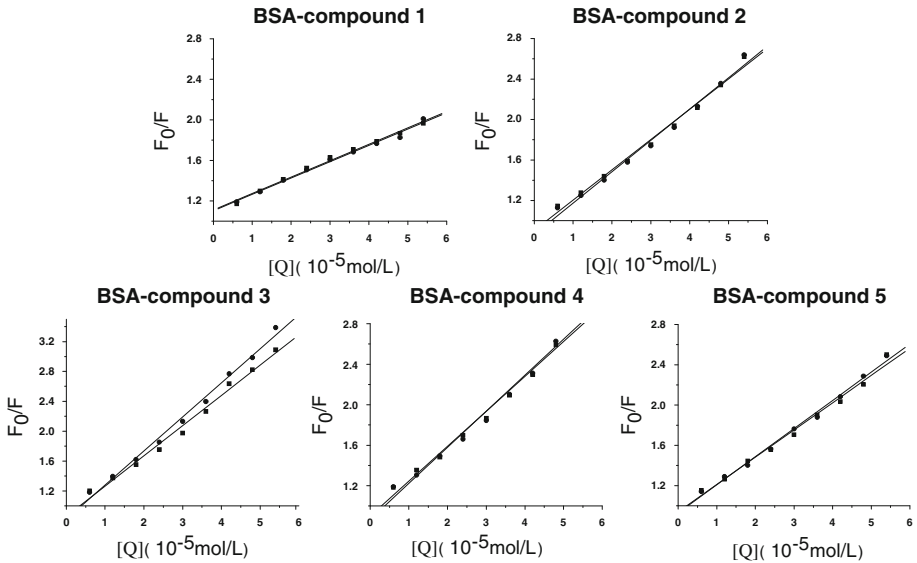 BSA-compound 1
F0/F
2.8
2.4
2.0
1.6
1.2
0 1 2 3 4 5 6
[Q]( 10-5mol/L)
BSA-compound 2
F0/F
2.8
2.4
2.0
1.6
1.2
0 1 2 3 4 5 6
[Q]( 10-5mol/L)
BSA-compound 3
F0/F
3.2
2.8
2.4
2.0
1.6
1.2
0 1 2 3 4 5 6
[Q]( 10-5mol/L)
BSA-compound 4
F0/F
2.8
2.4
2.0
1.6
1.2
0 1 2 3 4 5 6
[Q]( 10-5mol/L)
BSA-compound 5
F0/F
2.8
2.4
2.0
1.6
1.2
0 1 2 3 4 5 6
[Q]( 10-5mol/L)